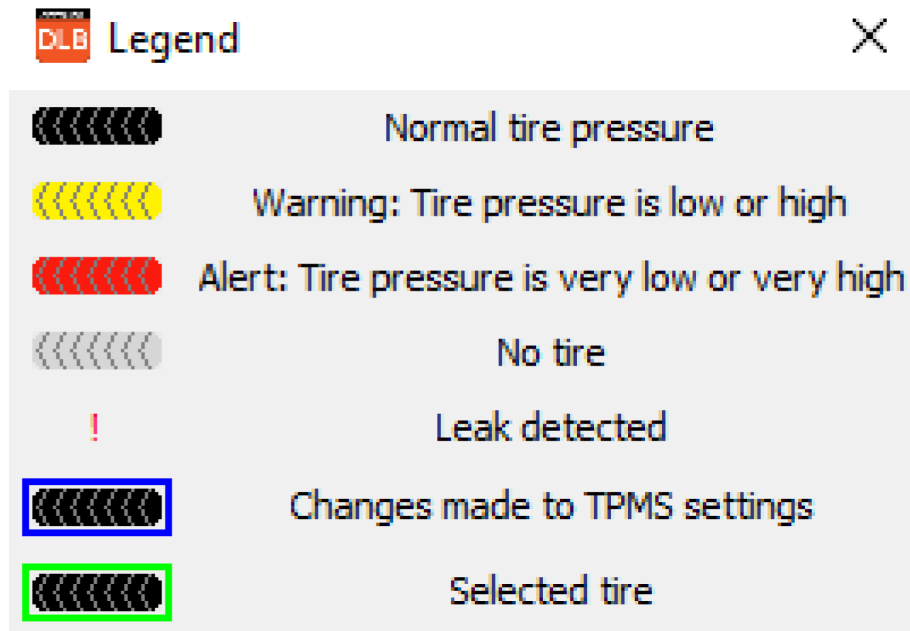 DLB Legend
Normal tire pressure
Warning: Tire pressure is low or high
Alert: Tire pressure is very low or very high
No tire
! Leak detected
Changes made to TPMS settings
Selected tire